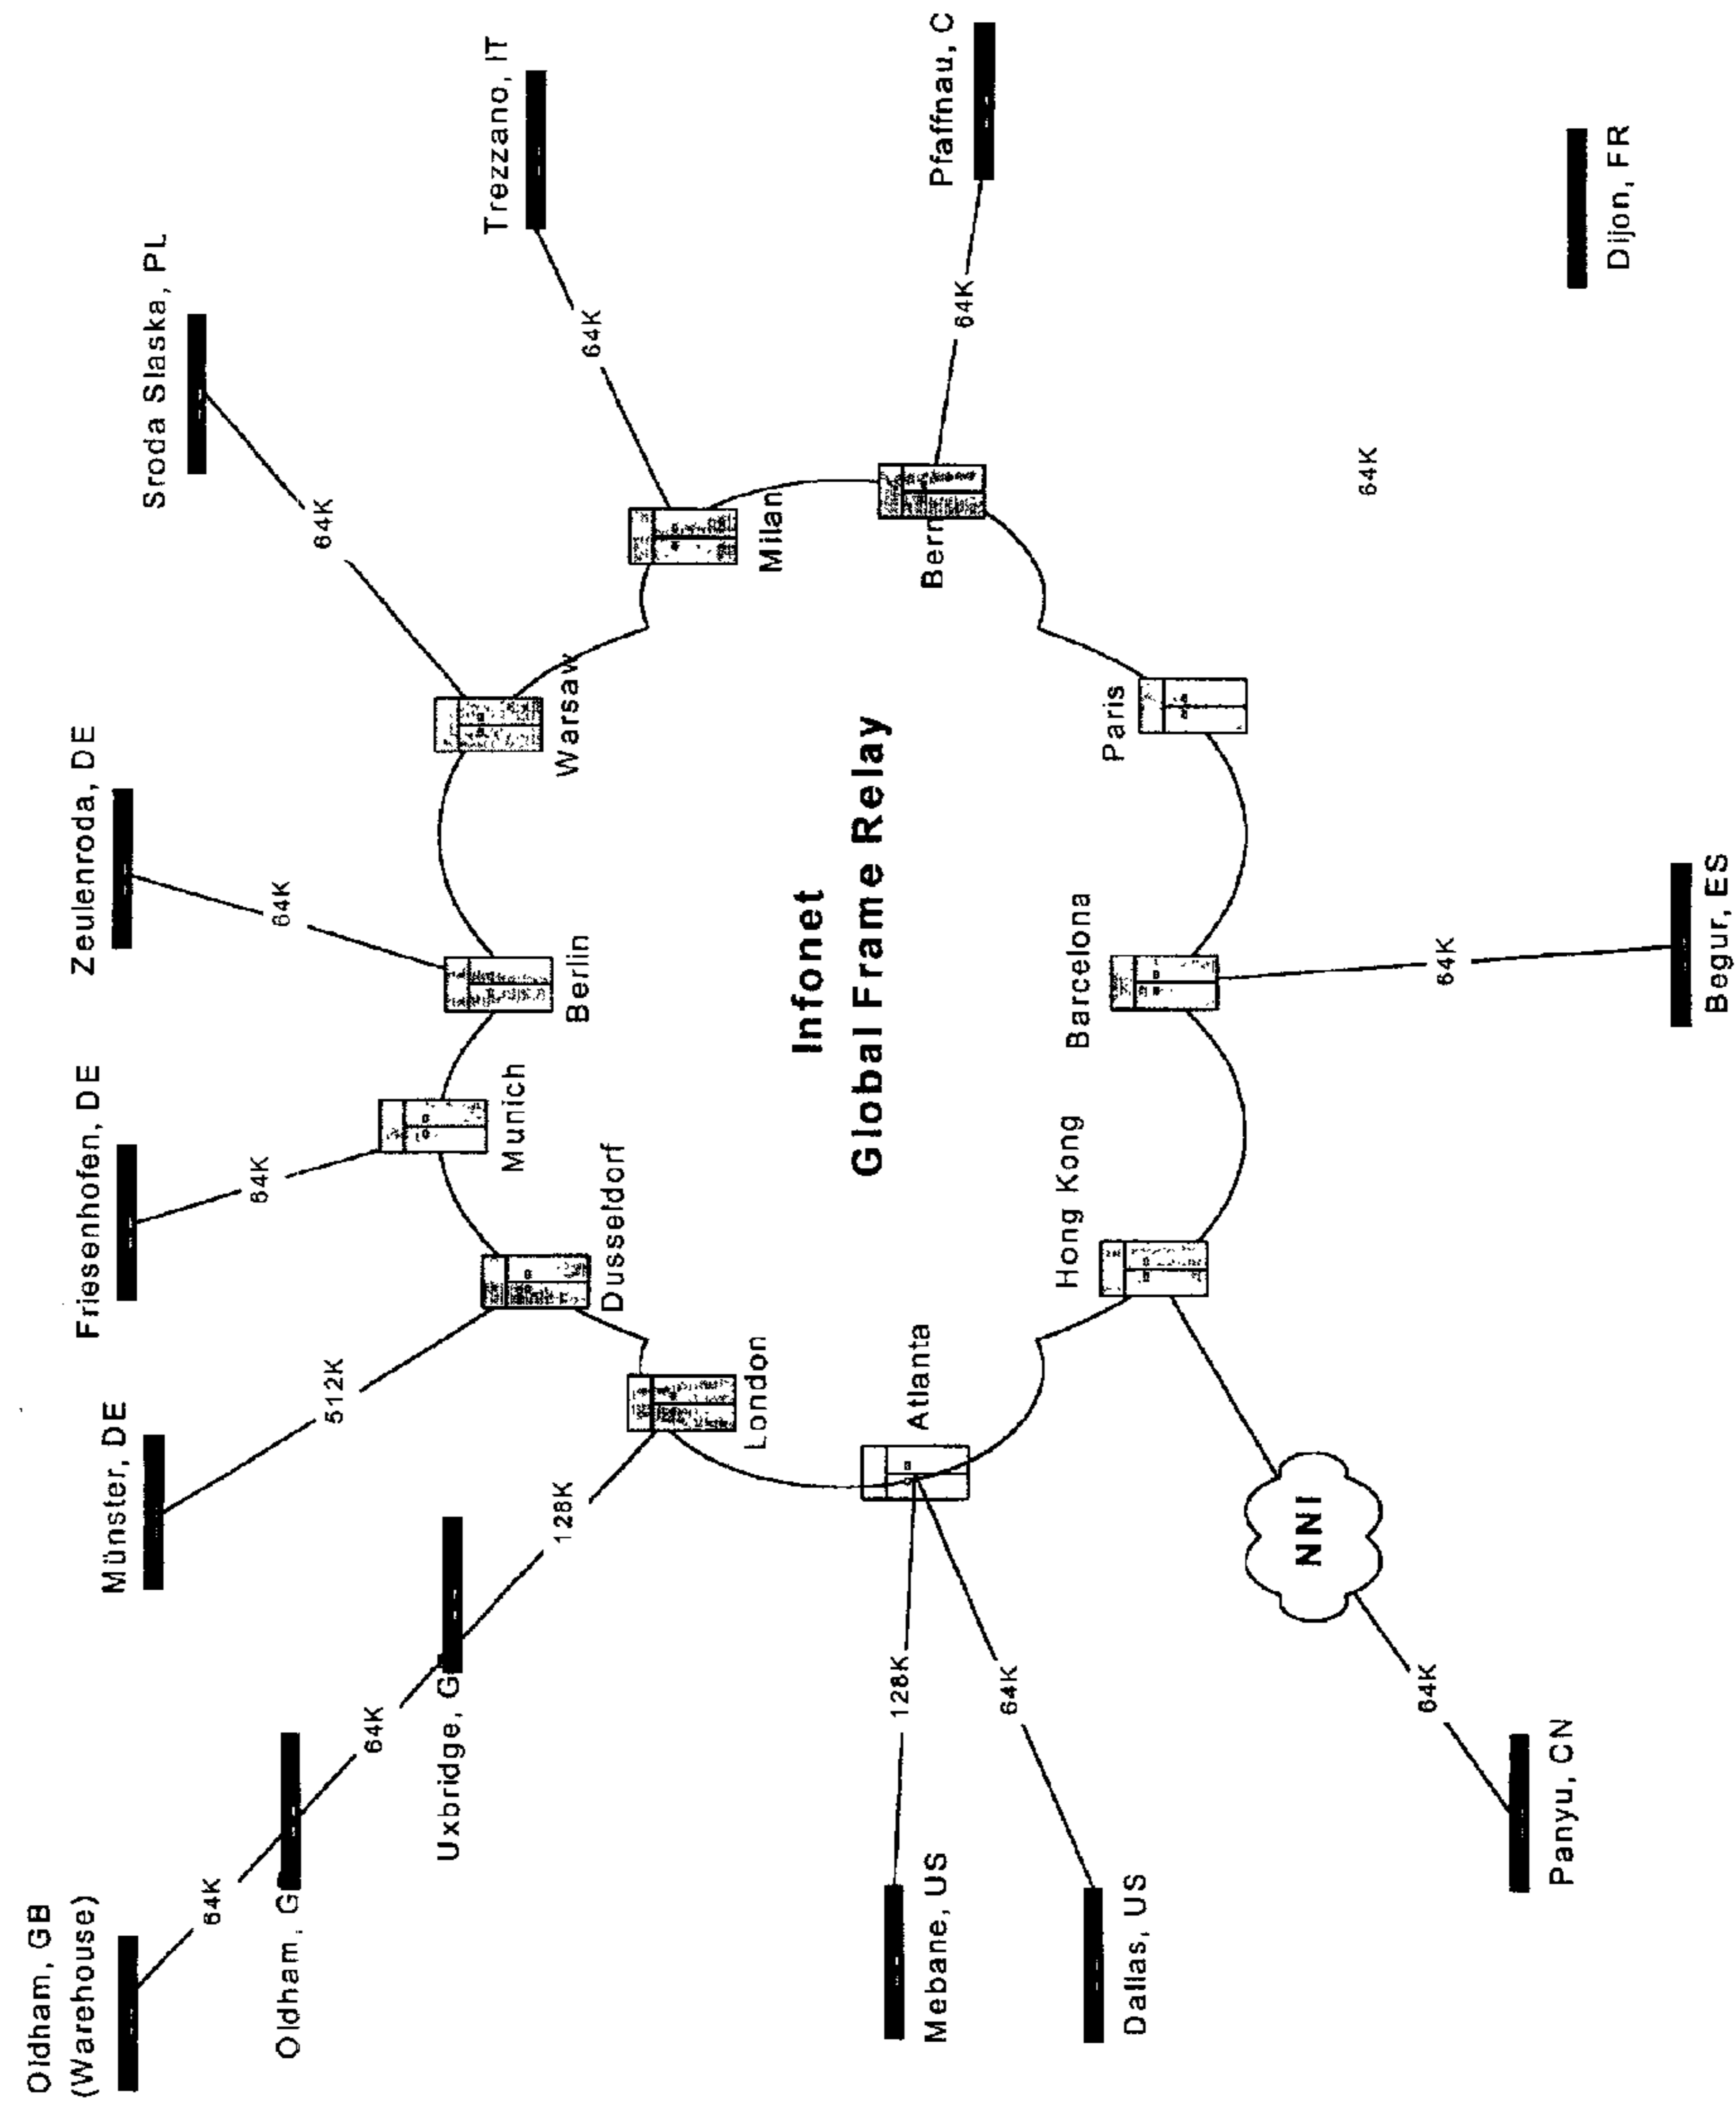 Oldham, GB
(Warehouse)
64K
Oldham, G
64K
Uxbridge, G
128K
Münster, DE
512K
Friesenhofen, DE
64K
Zeulenroda, DE
64K
Sroda Slaska, PL
64K
Trezzano, IT
64K
Pfaffnau, C
64K
London
Dusseldorf
Munich
Berlin
Warsaw
Milan
Bern
Infonet
Global Frame Relay
Atlanta
Hong Kong
Barcelona
Paris
128K
Mebane, US
64K
Dallas, US
NNI
64K
Panyu, CN
64K
Begur, ES
64K
Dijon, FR